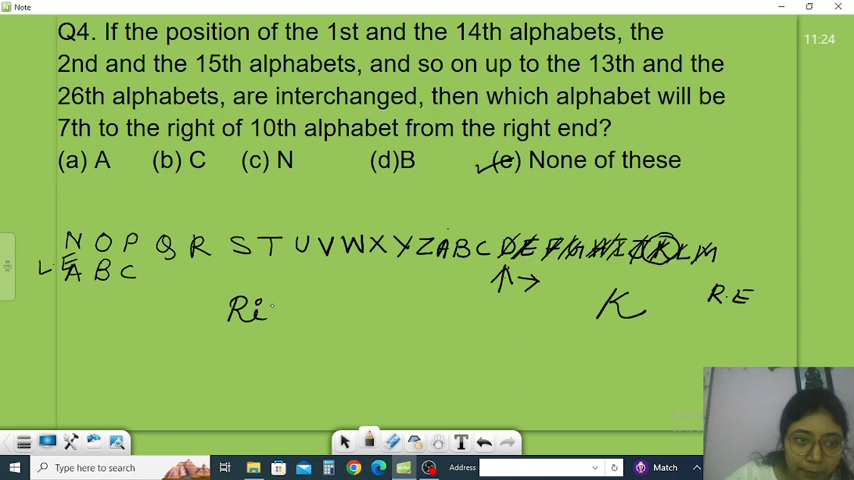 Note
11:24
Q4. If the position of the 1st and the 14th alphabets, the
2nd and the 15th alphabets, and so on up to the 13th and the
26th alphabets, are interchanged, then which alphabet will be
7th to the right of 10th alphabet from the right end?
(a) A (b) C (c) N (d)B (e) None of these
N O P Q R S T U V W X Y Z A B C D E F G H I J K L M
L.E
A B C
R.E
Ri
K
Type here to search
Address
Match